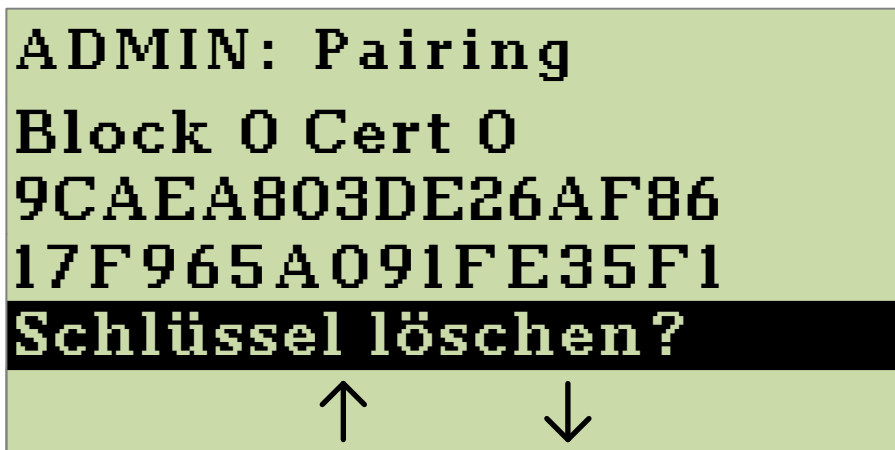 ADMIN: Pairing
Block 0 Cert 0
9CAEA803DE26AF86
17F965A091FE35F1
Schlüssel löschen?
↑ ↓